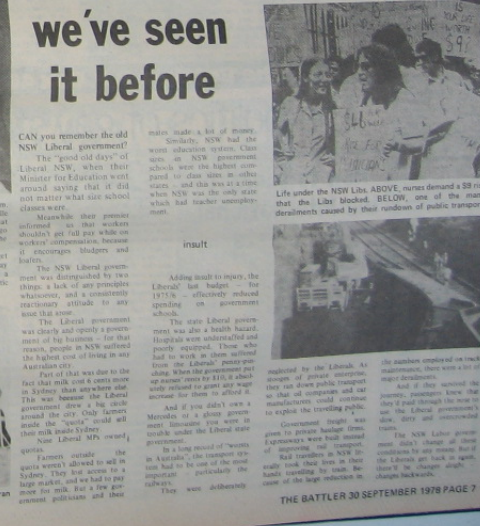 we've seen
it before
CAN you remember the old
NSW Liberal government?
The "good old days" of
Liberal NSW, when their
Minister for Education went
around saying that it did
not matter what size school
classes were.
Meanwhile then premier
informed us that workers
shouldn't get full pay while on
workers' compensation, because
it encourages bludgers and
loafers.
The NSW Liberal govern-
ment was distinguished by two
things, a lack of any principles
whatsoever, and a consistently
reactionary attitude to any
issue that arose.
The Liberal government
was clearly and openly a govern-
ment of big business - for that
reason, people in NSW suffered
the highest cost of living in any
Australian city.
Part of that was due to the
fact that milk cost 6 cents more
in Sydney than anywhere else.
This was because the Liberal
government drew a big circle
around the city. Only farmers
inside the "quota" could sell
their milk inside Sydney.
Nine Liberal MPs owned
quotas.
Farmers outside the
quota weren't allowed to sell in
Sydney. They lost access to a
large market, and we had to pay
more for milk. But a few gov-
ernment politicians and their
mates made a lot of money.
Similarly, NSW had the
worst education system. Class
sizes in NSW government
schools were the highest com-
pared to class sizes in other
states - and this was at a time
when NSW was the only state
which had teacher unemploy-
ment.
insult
Adding insult to injury, the
Liberals' last budget - for
1975/6 - effectively reduced
spending on government
schools.
The state Liberal govern-
ment was also a health hazard.
Hospitals were understaffed and
poorly equipped. Those who
had to work in them suffered
from the Liberals' penny-pinch-
ing. When the government put
up nurses' rates by $10, it
refused to grant any wage
increase for them to afford it.
And if you didn't own a
Mercedes or a glossy govern-
ment limousine you were in
trouble under the Liberal state
government.
In a long record of "worsts
in Australia", the transport sys-
tem had to be one of the most
important - particularly the
railways.
They were deliberately
Life under the NSW Libs. ABOVE, nurses demand a $9
that the Libs blocked. BELOW, one of the
derailments caused by their rundown of public
neglected by the Liberals. As
stooges of private enterprise,
they ran down public transport
so that oil companies and car
manufacturers could continue
to exploit the travelling public.
Government freight was
given to private haulage firms.
Expressways were built instead
of improving rail transport.
Rail travellers in NSW
took their lives in their
hands travelling by train. Be-
cause of the large reduction in
the numbers employed on track
maintenance, there were a lot of
major derailments.
And if they survived the
journey, passengers knew that
they'd paid through the nose to
use the Liberal government's
slow, dirty and
trains.
The NSW Labor
change all these
conditions by any means. But if
the Liberals get back in again,
there'll be changes alright -
changes backwards.
THE BATTLER 30 SEPTEMBER 1978 PAGE 7